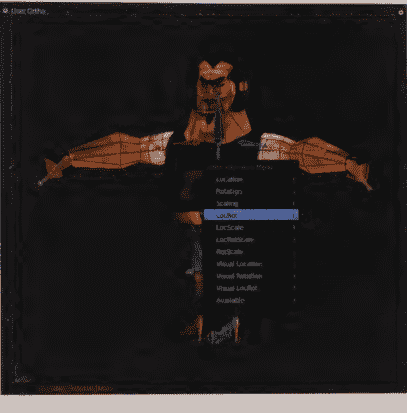 User Ortho
Location
Rotation
Scaling
LocRot
LocScale
LocRotScale
RotScale
Visual Location
Visual Rotation
Visual LocRot
Available